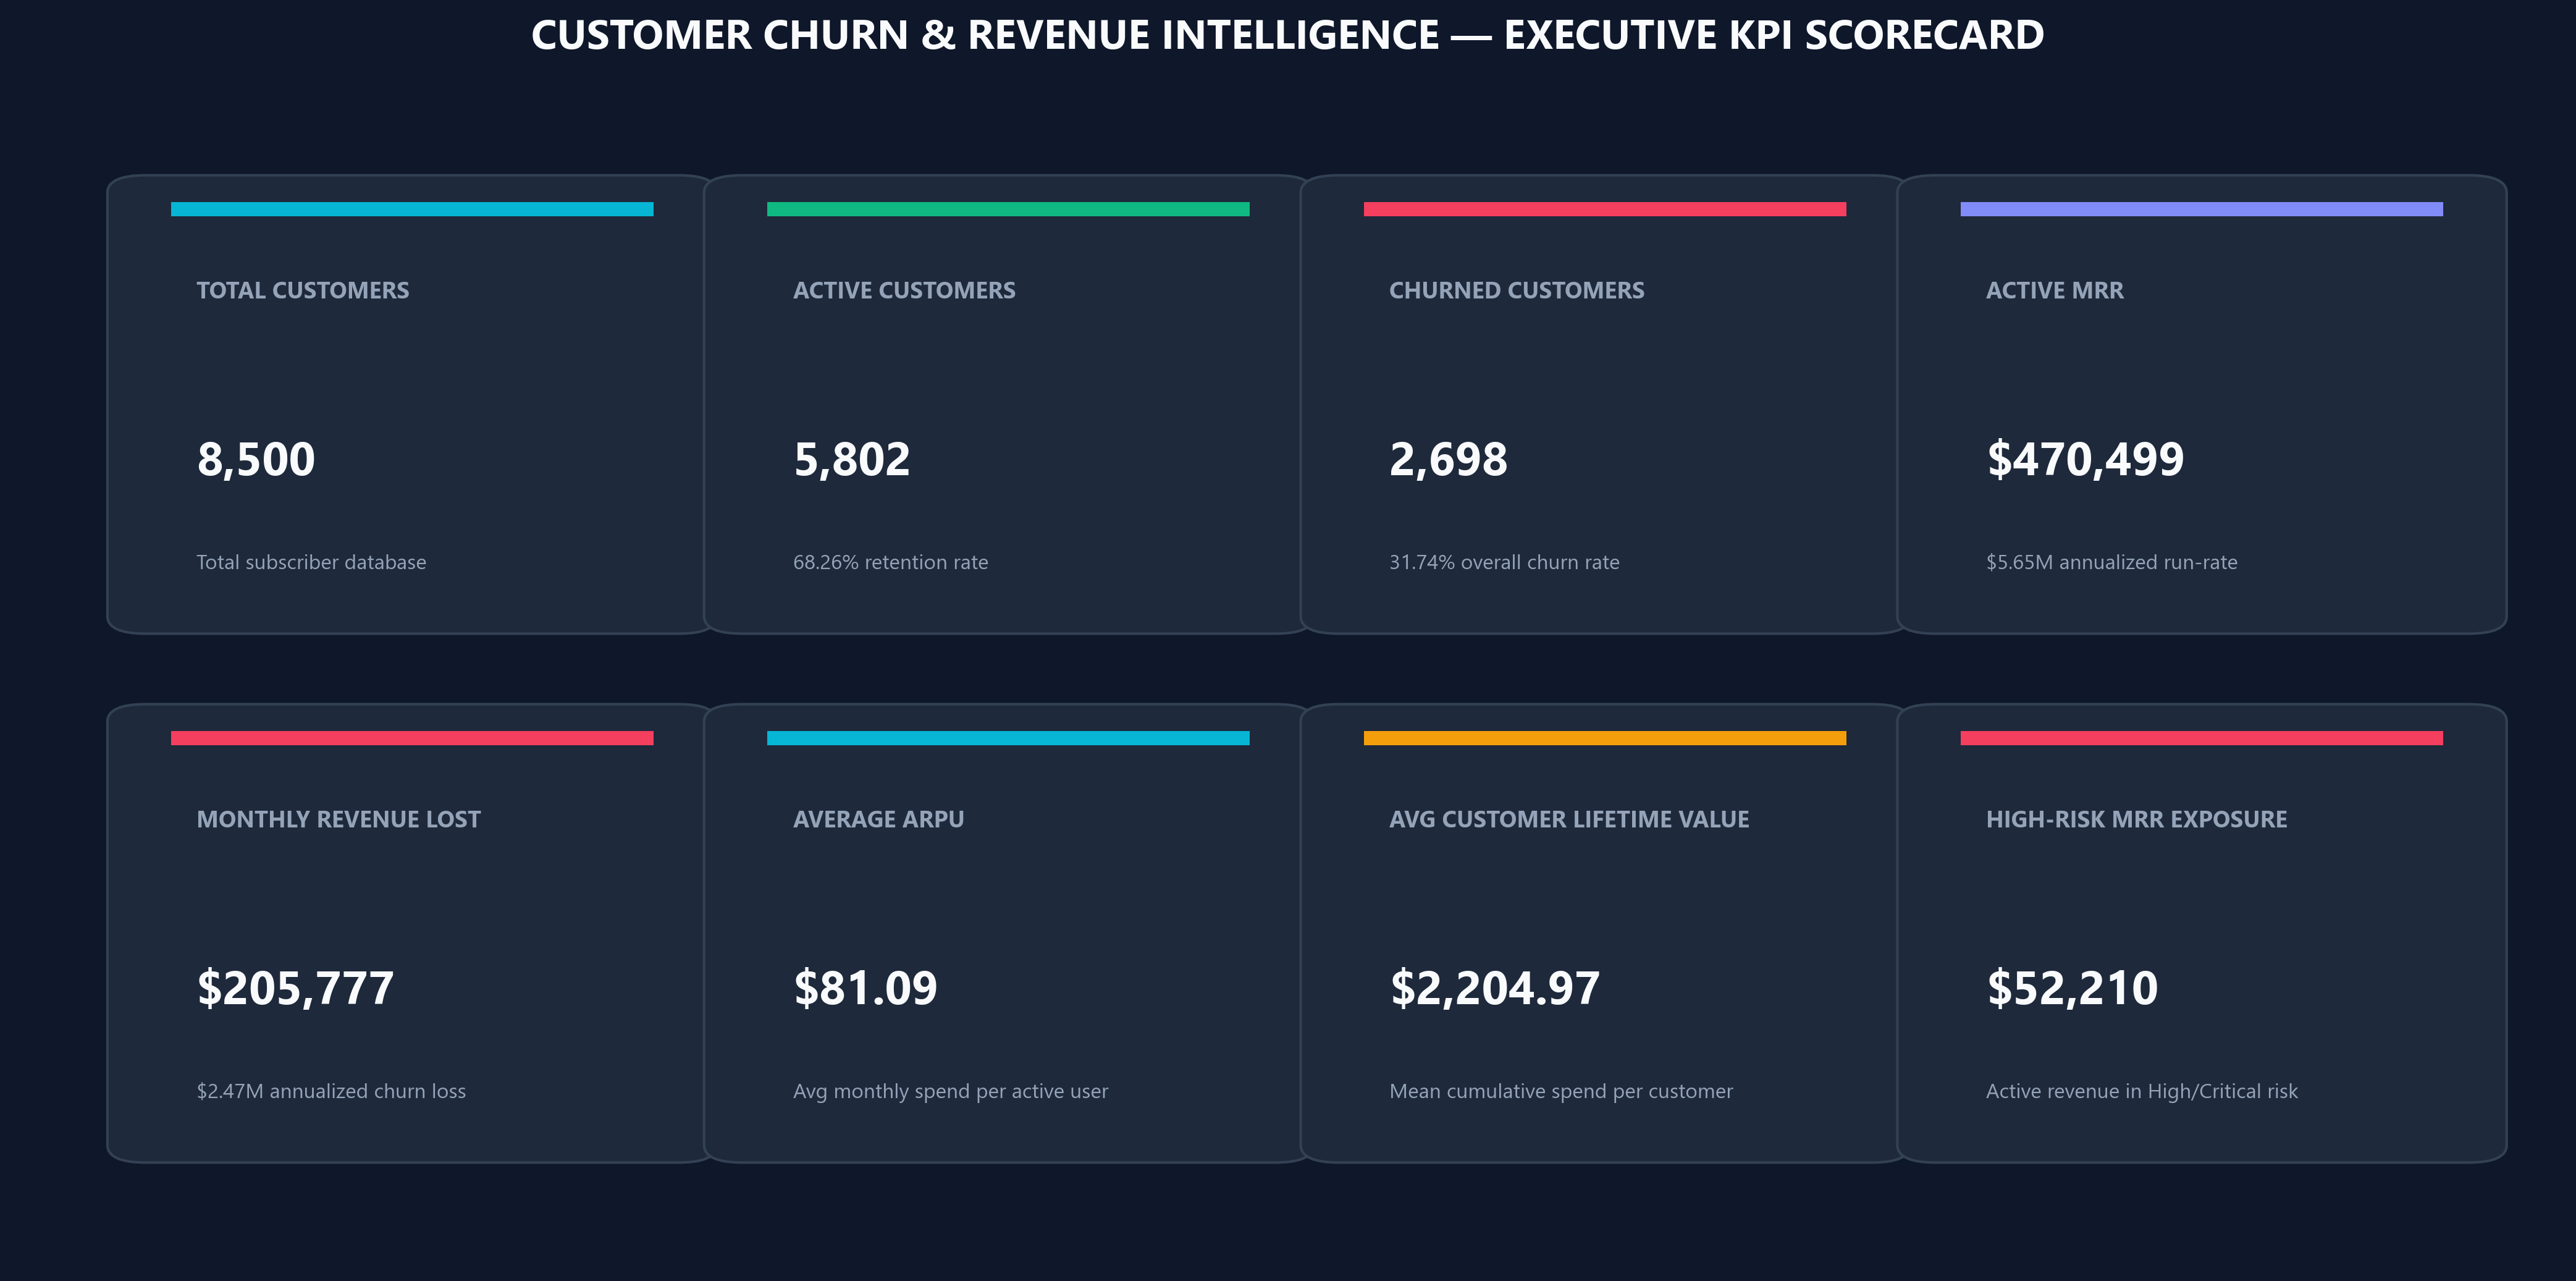 CUSTOMER CHURN & REVENUE INTELLIGENCE — EXECUTIVE KPI SCORECARD
TOTAL CUSTOMERS
8,500
Total subscriber database
ACTIVE CUSTOMERS
5,802
68.26% retention rate
CHURNED CUSTOMERS
2,698
31.74% overall churn rate
ACTIVE MRR
$470,499
$5.65M annualized run-rate
MONTHLY REVENUE LOST
$205,777
$2.47M annualized churn loss
AVERAGE ARPU
$81.09
Avg monthly spend per active user
AVG CUSTOMER LIFETIME VALUE
$2,204.97
Mean cumulative spend per customer
HIGH-RISK MRR EXPOSURE
$52,210
Active revenue in High/Critical risk